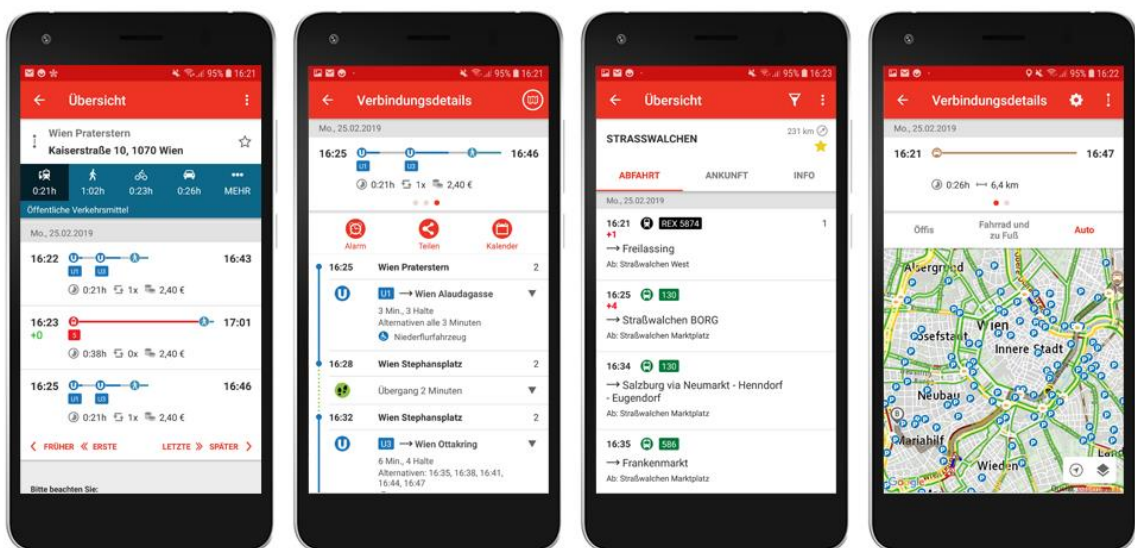 95% 16:21
Übersicht
Wien Praterstern
Kaiserstraße 10, 1070 Wien
0:21h 1:02h 0:23h 0:26h MEHR
Öffentliche Verkehrsmittel
Mo., 25.02.2019
16:22 U U 16:43
U1 U3
0:21h 1x 2,40 €
16:23 17:01
+0 S
0:38h 0x 2,40 €
16:25 U U 16:46
U1 U3
0:21h 1x 2,40 €
FRÜHER ERSTE LETZTE SPÄTER
Bitte beachten Sie:
95% 16:21
Verbindungsdetails
Mo., 25.02.2019
16:25 U U 16:46
U1 U3
0:21h 1x 2,40 €
Alarm Teilen Kalender
16:25 Wien Praterstern 2
U U1 → Wien Alaudagasse
3 Min., 3 Halte
Alternativen alle 3 Minuten
Niederflurfahrzeug
16:28 Wien Stephansplatz 2
Übergang 2 Minuten
16:32 Wien Stephansplatz 2
U U3 → Wien Ottakring
6 Min., 4 Halte
Alternativen: 16:35, 16:38, 16:41,
16:44, 16:47
95% 16:23
Übersicht
STRASSWALCHEN 231 km
ABFAHRT ANKUNFT INFO
Mo., 25.02.2019
16:21 REX 5874 1
+1
→ Freilassing
Ab: Straßwalchen West
16:25 130
+4
→ Straßwalchen BORG
Ab: Straßwalchen Marktplatz
16:34 130
→ Salzburg via Neumarkt - Henndorf
- Eugendorf
Ab: Straßwalchen Marktplatz
16:35 586
→ Frankenmarkt
Ab: Straßwalchen Marktplatz
95% 16:22
Verbindungsdetails
Mo., 25.02.2019
16:21 16:47
0:26h 6,4 km
Öffis Fahrrad und zu Fuß Auto
Alsergrund
Josefstadt
Wien
Innere Stadt
Neubau
Mariahilf
Wieden
Google